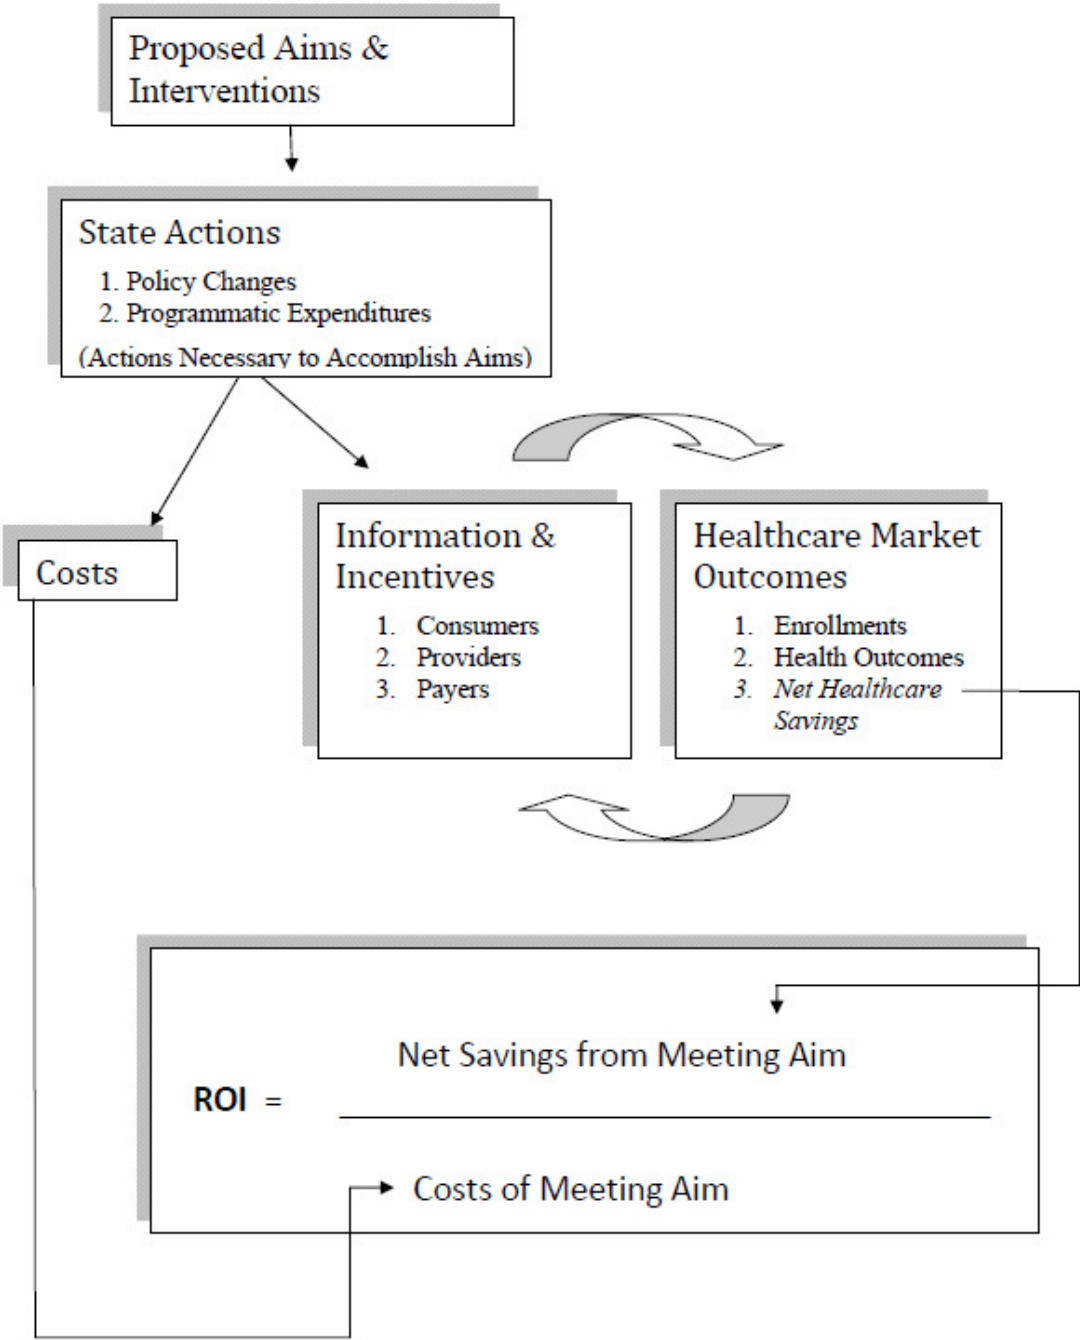 Proposed Aims &
Interventions
State Actions
1. Policy Changes
2. Programmatic Expenditures
(Actions Necessary to Accomplish Aims)
Costs
Information &
Incentives
1. Consumers
2. Providers
3. Payers
Healthcare Market
Outcomes
1. Enrollments
2. Health Outcomes
3. Net Healthcare
Savings
Net Savings from Meeting Aim
ROI =
Costs of Meeting Aim